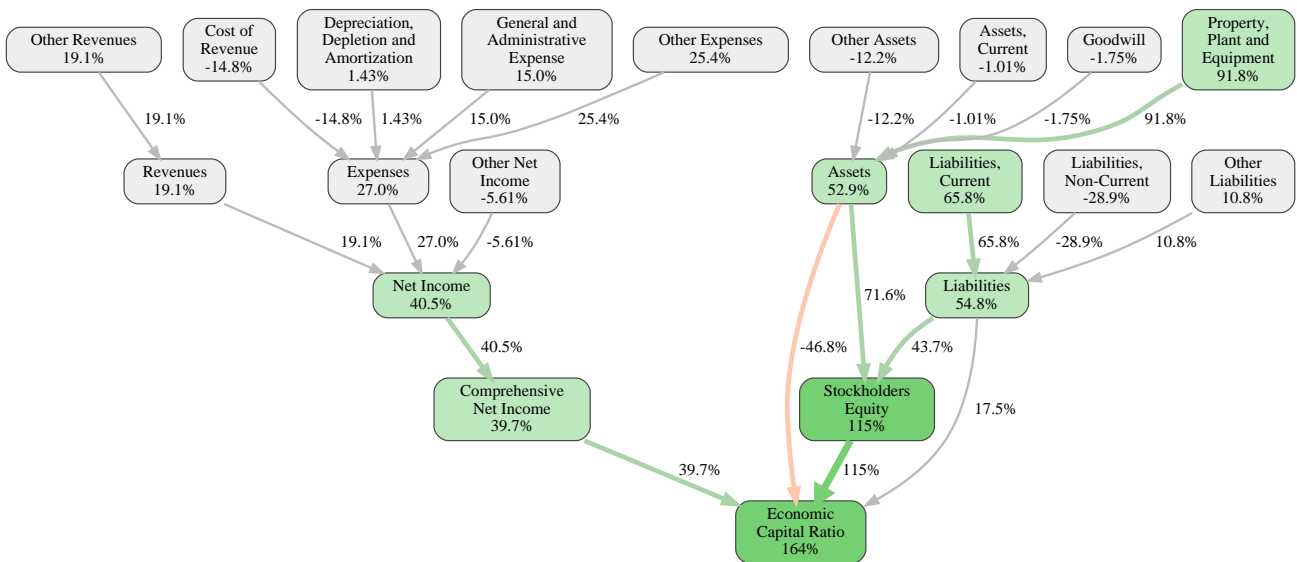 Other Revenues
19.1%
Cost of
Revenue
-14.8%
Depreciation,
Depletion and
Amortization
1.43%
General and
Administrative
Expense
15.0%
Other Expenses
25.4%
Other Assets
-12.2%
Assets,
Current
-1.01%
Goodwill
-1.75%
Property,
Plant and
Equipment
91.8%
19.1%
-14.8%
1.43%
15.0%
25.4%
-12.2%
-1.01%
-1.75%
91.8%
Revenues
19.1%
Expenses
27.0%
Other Net
Income
-5.61%
Assets
52.9%
Liabilities,
Current
65.8%
Liabilities,
Non-Current
-28.9%
Other
Liabilities
10.8%
19.1%
27.0%
-5.61%
65.8%
-28.9%
10.8%
Net Income
40.5%
71.6%
Liabilities
54.8%
40.5%
-46.8%
43.7%
Comprehensive
Net Income
39.7%
Stockholders
Equity
115%
17.5%
39.7%
115%
Economic
Capital Ratio
164%